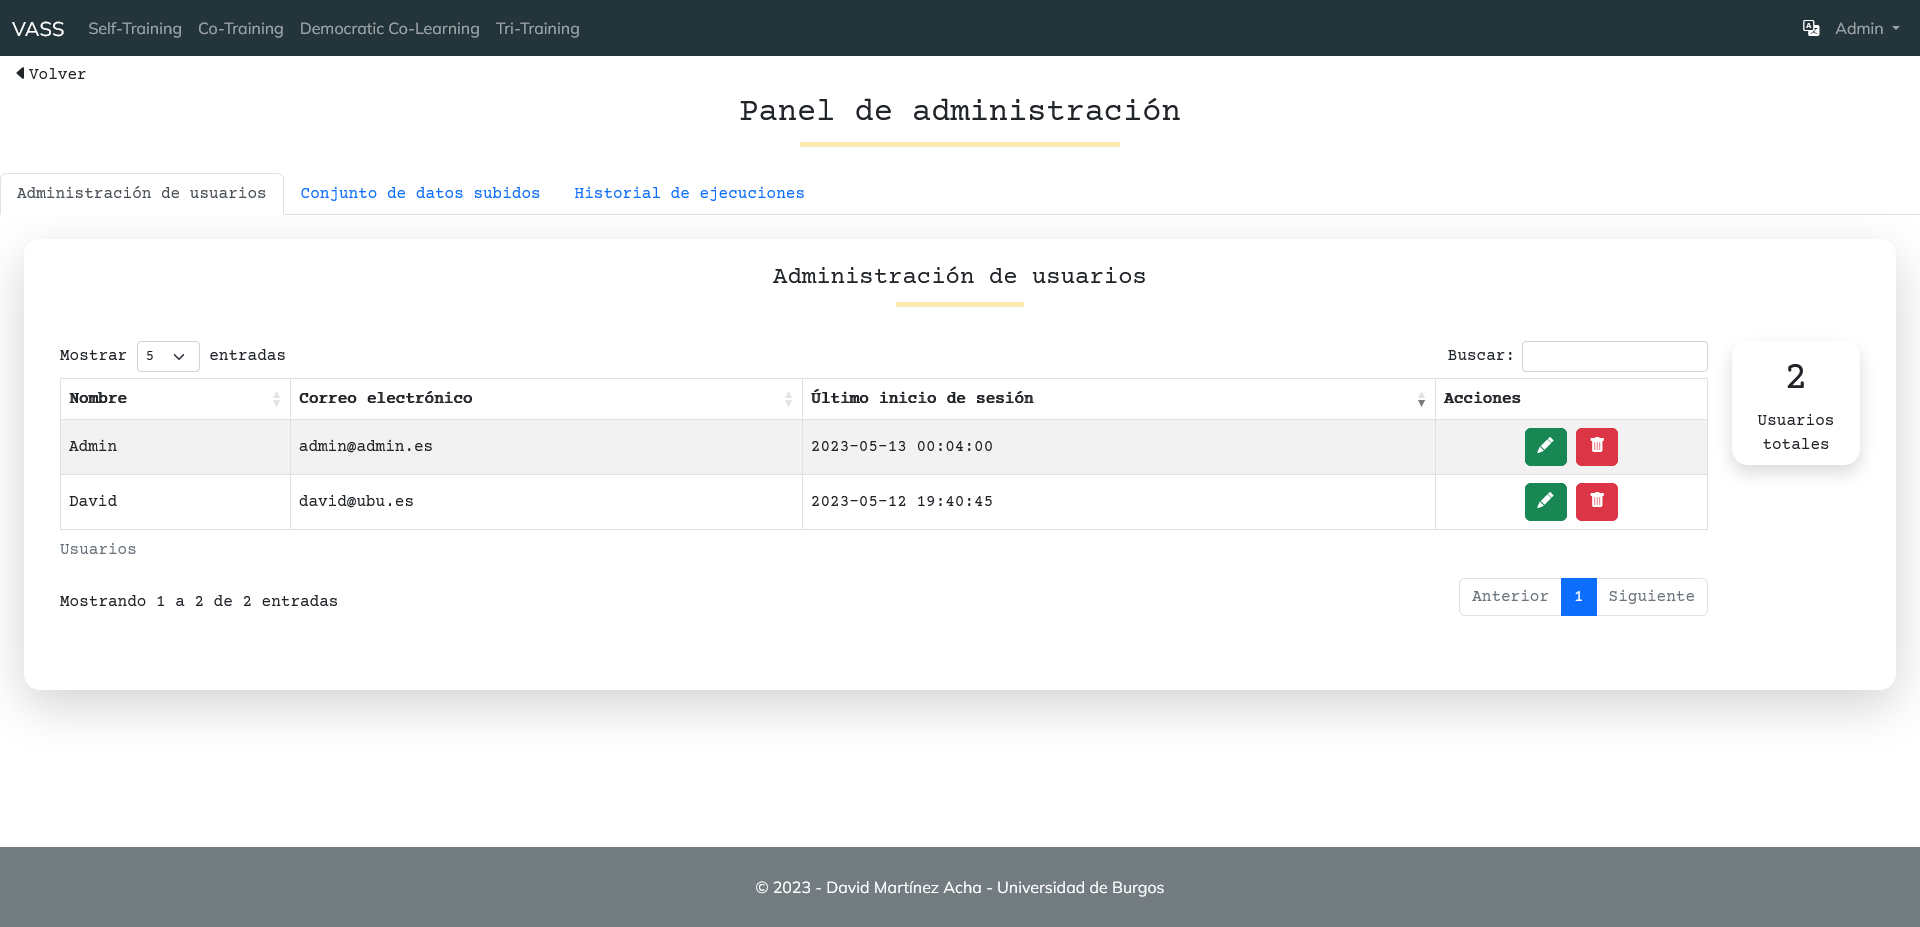 VASS Self-Training Co-Training Democratic Co-Learning Tri-Training Admin
Volver
Panel de administración
Administración de usuarios Conjunto de datos subidos Historial de ejecuciones
Administración de usuarios
Mostrar 5 entradas Buscar:
2
Usuarios
totales
Nombre Correo electrónico Último inicio de sesión Acciones
Admin admin@admin.es 2023-05-13 00:04:00
David david@ubu.es 2023-05-12 19:40:45
Usuarios
Mostrando 1 a 2 de 2 entradas Anterior 1 Siguiente
© 2023 - David Martínez Acha - Universidad de Burgos